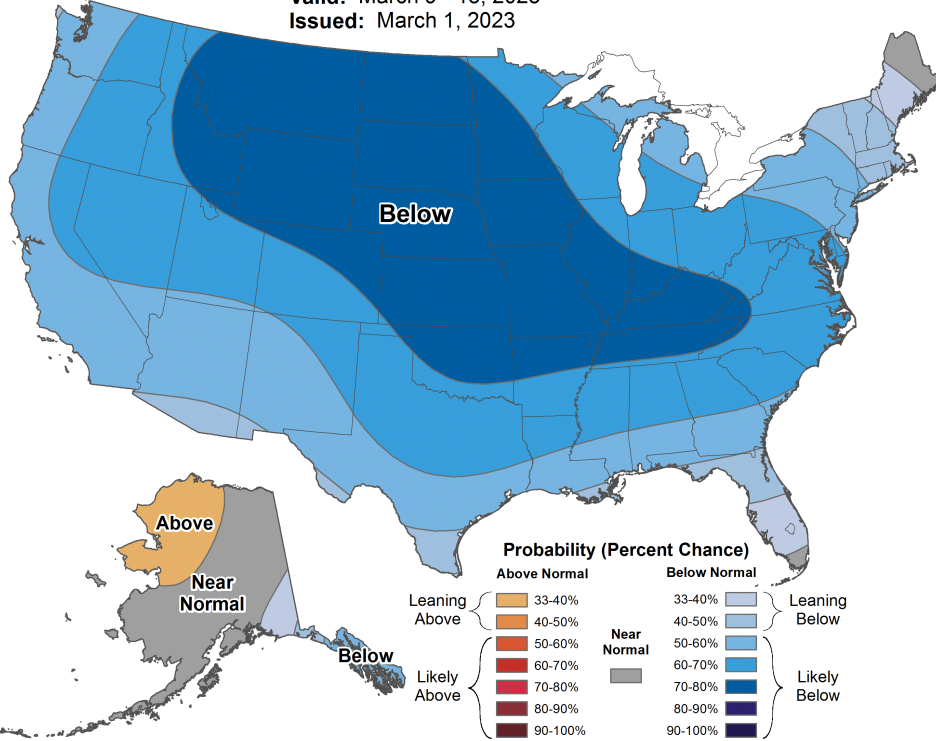 Issued: March 1, 2023
Below
Above
Near
Normal
Below
Probability (Percent Chance)
Above Normal
Below Normal
Leaning
Above
33-40%
40-50%
50-60%
60-70%
70-80%
80-90%
90-100%
Likely
Above
Near
Normal
33-40%
40-50%
50-60%
60-70%
70-80%
80-90%
90-100%
Leaning
Below
Likely
Below